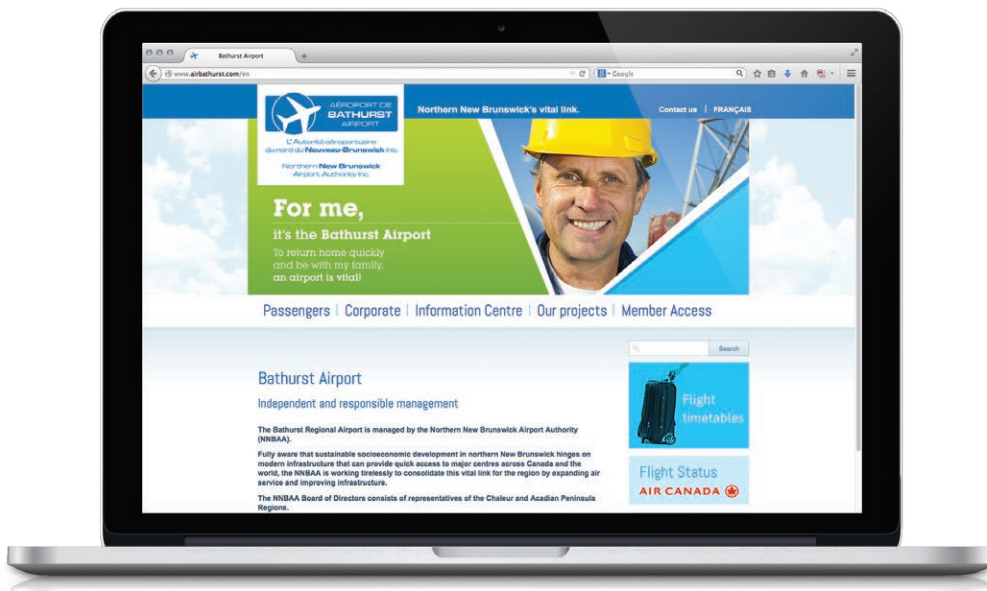 Bathurst Airport
www.airbathurst.com/en
Google
AÉROPORT DE
BATHURST
AIRPORT
L'Autorité aéroportuaire
du nord du Nouveau-Brunswick inc.
Northern New Brunswick
Airport Authority Inc.
Northern New Brunswick's vital link.
Contact us | FRANÇAIS
For me,
it's the Bathurst Airport
To return home quickly
and be with my family,
an airport is vital!
Passengers | Corporate | Information Centre | Our projects | Member Access
Search
Bathurst Airport
Independent and responsible management
The Bathurst Regional Airport is managed by the Northern New Brunswick Airport Authority
(NNBAA).
Fully aware that sustainable socioeconomic development in northern New Brunswick hinges on
modern infrastructure that can provide quick access to major centres across Canada and the
world, the NNBAA is working tirelessly to consolidate this vital link for the region by expanding air
service and improving infrastructure.
The NNBAA Board of Directors consists of representatives of the Chaleur and Acadian Peninsula
Regions.
Flight
timetables
Flight Status
AIR CANADA